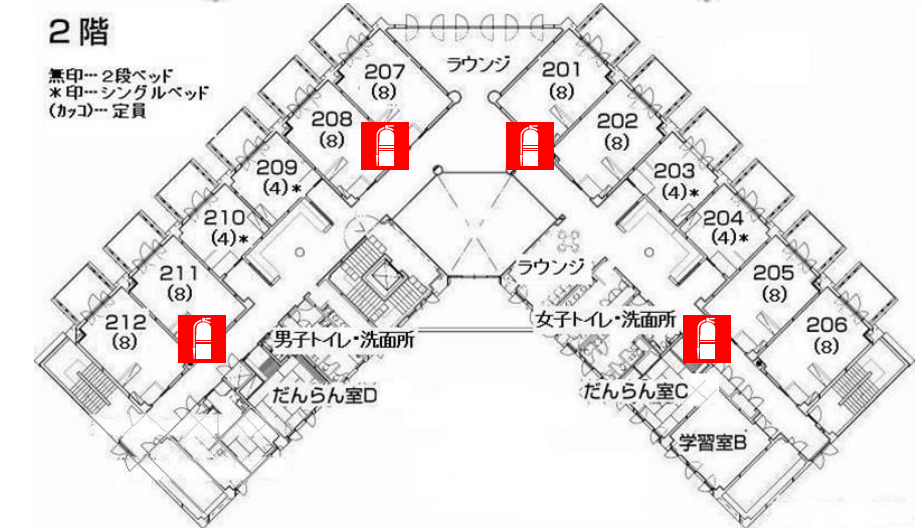 2階
無印…2段ベッド
*印…シングルベッド
(カッコ)…定員
ラウンジ
207
(8)
201
(8)
208
(8)
202
(8)
209
(4)*
203
(4)*
210
(4)*
204
(4)*
ラウンジ
211
(8)
205
(8)
212
(8)
206
(8)
男子トイレ・洗面所
女子トイレ・洗面所
だんらん室D
だんらん室C
学習室B